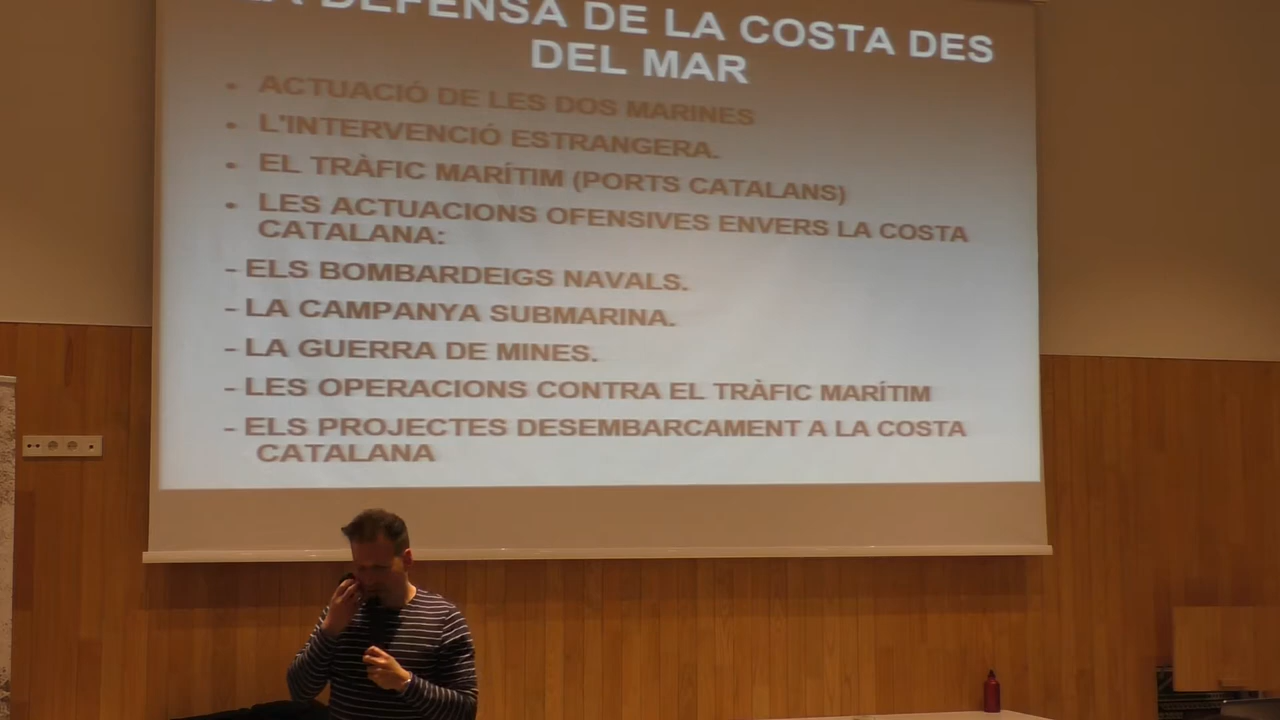 LA DEFENSA DE LA COSTA DES
DEL MAR
• ACTUACIÓ DE LES DOS MARINES
• L'INTERVENCIÓ ESTRANGERA.
• EL TRÀFIC MARÍTIM (PORTS CATALANS)
• LES ACTUACIONS OFENSIVES ENVERS LA COSTA
CATALANA:
- ELS BOMBARDEIGS NAVALS.
- LA CAMPANYA SUBMARINA.
- LA GUERRA DE MINES.
- LES OPERACIONS CONTRA EL TRÀFIC MARÍTIM
- ELS PROJECTES DESEMBARCAMENT A LA COSTA
CATALANA